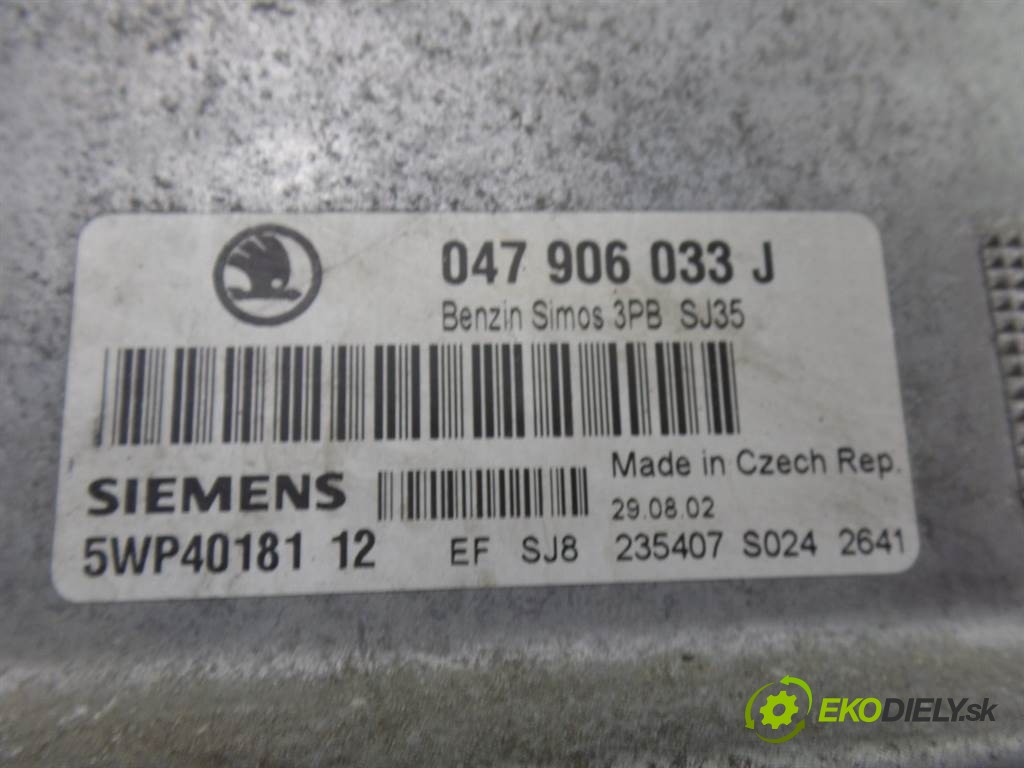 047 906 033 J
Benzin Simos 3PB SJ35
SIEMENS
Made in Czech Rep.
29.08.02
5WP40181 12 EF SJ8 235407 S024 2641
EKODIELY.sk